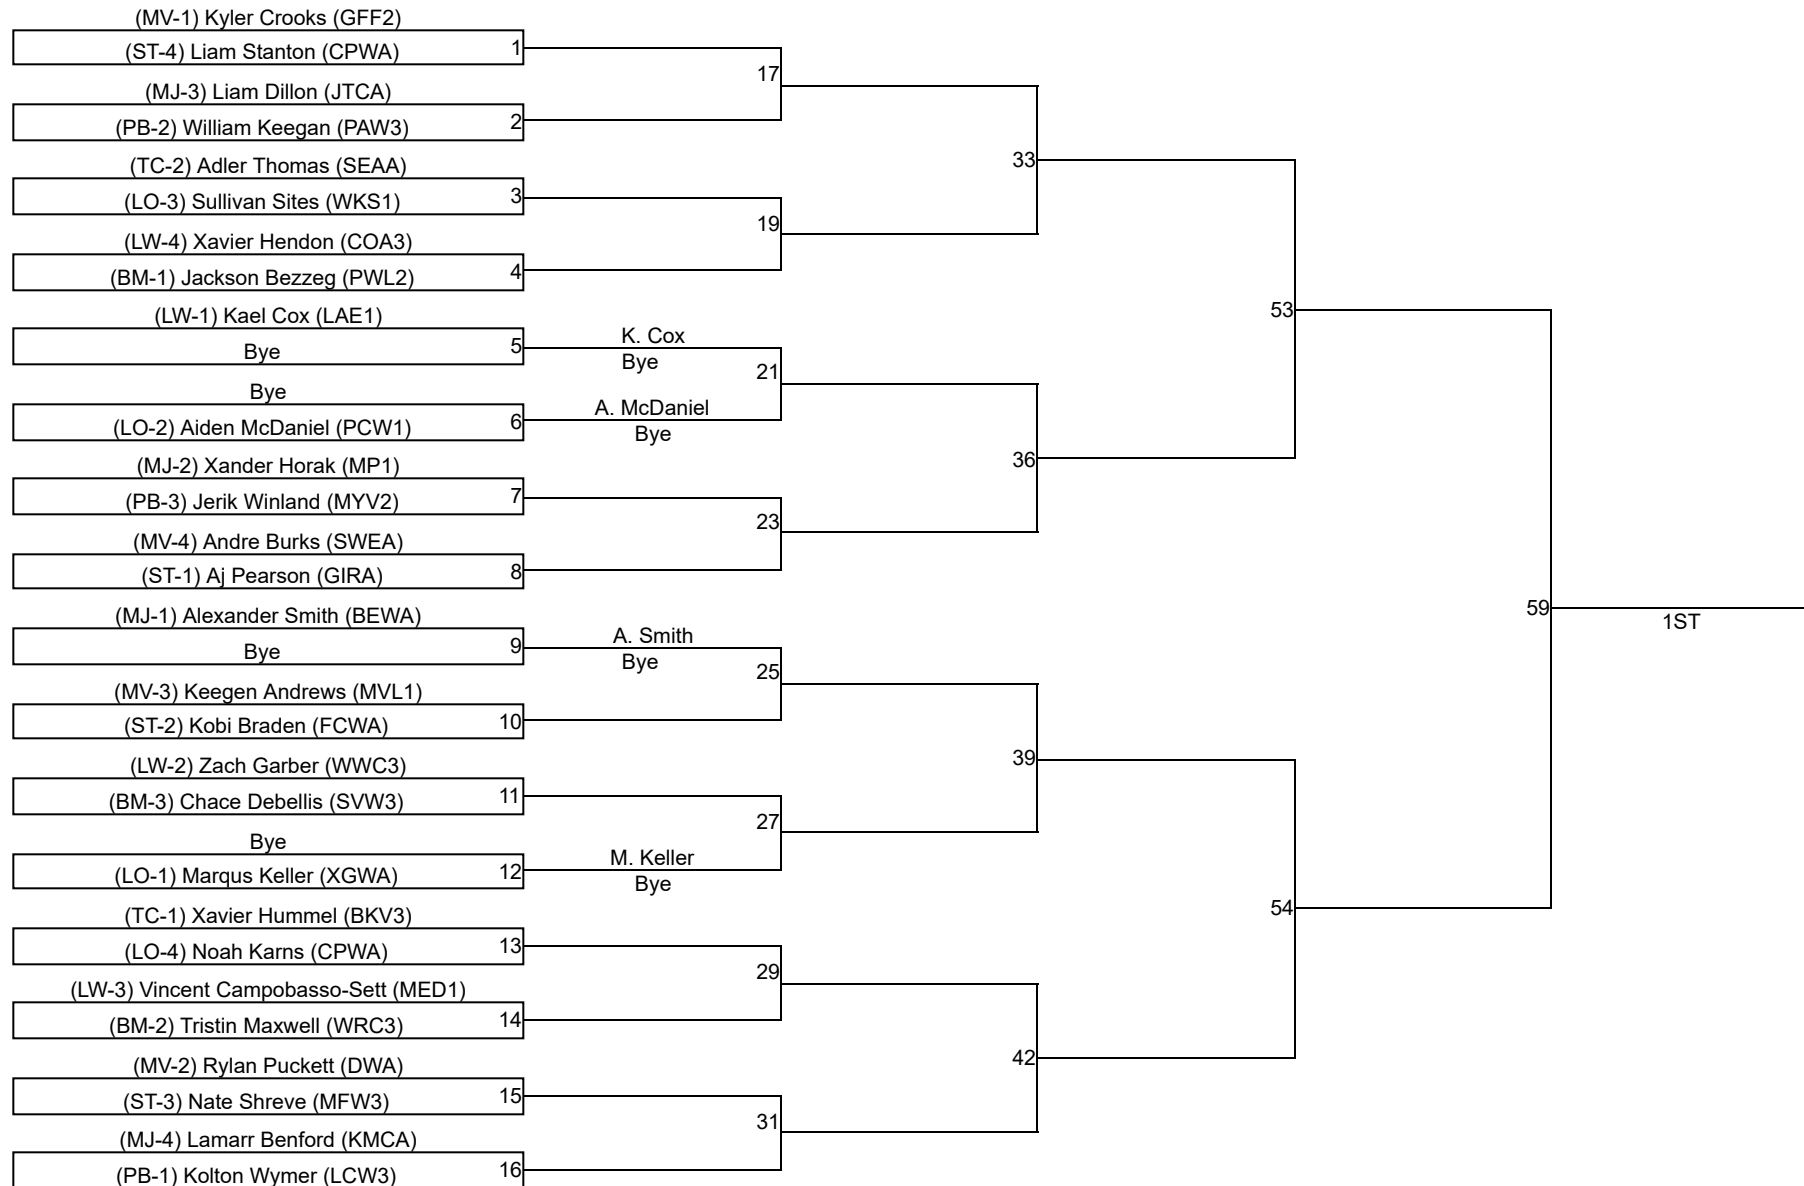 (MV-1) Kyler Crooks (GFF2)
(ST-4) Liam Stanton (CPWA)
1
17
(MJ-3) Liam Dillon (JTCA)
(PB-2) William Keegan (PAW3)
2
33
(TC-2) Adler Thomas (SEAA)
(LO-3) Sullivan Sites (WKS1)
3
19
(LW-4) Xavier Hendon (COA3)
(BM-1) Jackson Bezzeg (PWL2)
4
53
(LW-1) Kael Cox (LAE1)
Bye
5
K. Cox
Bye
21
Bye
(LO-2) Aiden McDaniel (PCW1)
6
A. McDaniel
Bye
36
(MJ-2) Xander Horak (MP1)
(PB-3) Jerik Winland (MYV2)
7
23
(MV-4) Andre Burks (SWEA)
(ST-1) Aj Pearson (GIRA)
8
59
1ST
(MJ-1) Alexander Smith (BEWA)
Bye
9
A. Smith
Bye
25
(MV-3) Keegen Andrews (MVL1)
(ST-2) Kobi Braden (FCWA)
10
39
(LW-2) Zach Garber (WWC3)
(BM-3) Chace Debellis (SVW3)
11
27
Bye
(LO-1) Marqus Keller (XGWA)
12
M. Keller
Bye
54
(TC-1) Xavier Hummel (BKV3)
(LO-4) Noah Karns (CPWA)
13
29
(LW-3) Vincent Campobasso-Sett (MED1)
(BM-2) Tristin Maxwell (WRC3)
14
42
(MV-2) Rylan Puckett (DWA)
(ST-3) Nate Shreve (MFW3)
15
31
(MJ-4) Lamarr Benford (KMCA)
(PB-1) Kolton Wymer (LCW3)
16